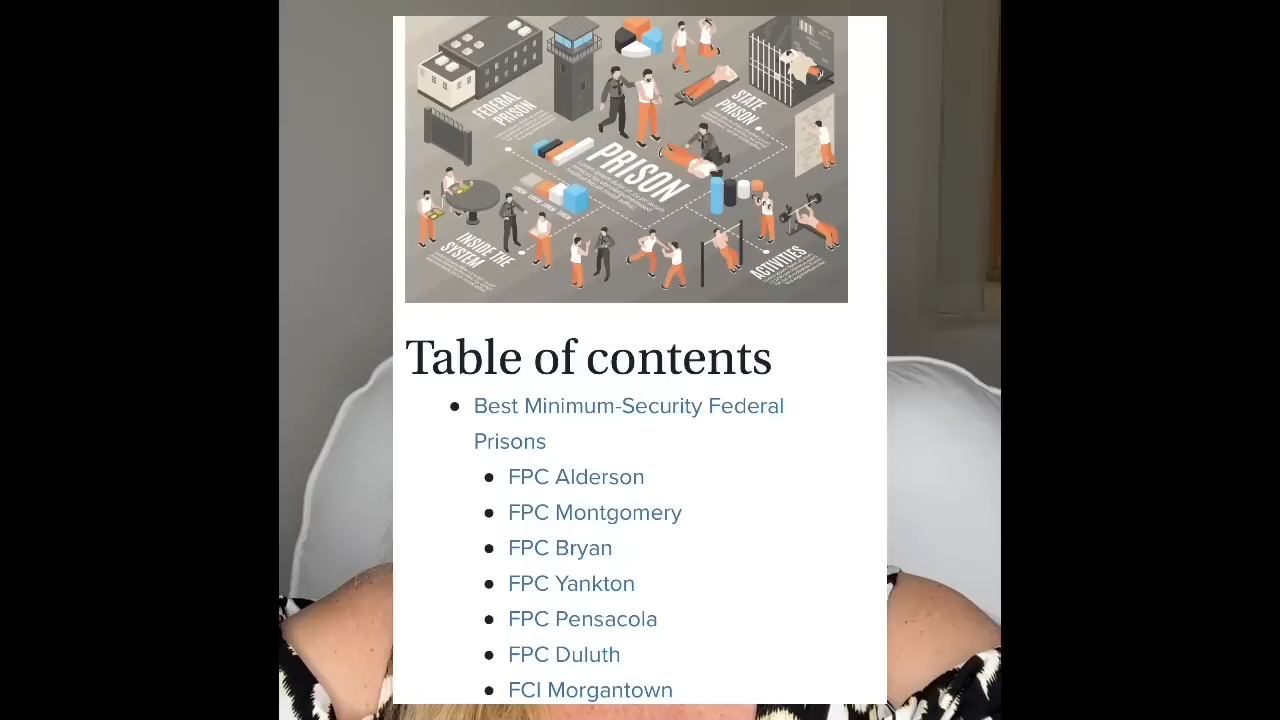 FEDERAL
PRISON
STATE
PRISON
PRISON
INSIDE THE
SYSTEM
ACTIVITIES
Table of contents
Best Minimum-Security Federal
Prisons
FPC Alderson
FPC Montgomery
FPC Bryan
FPC Yankton
FPC Pensacola
FPC Duluth
FCI Morgantown